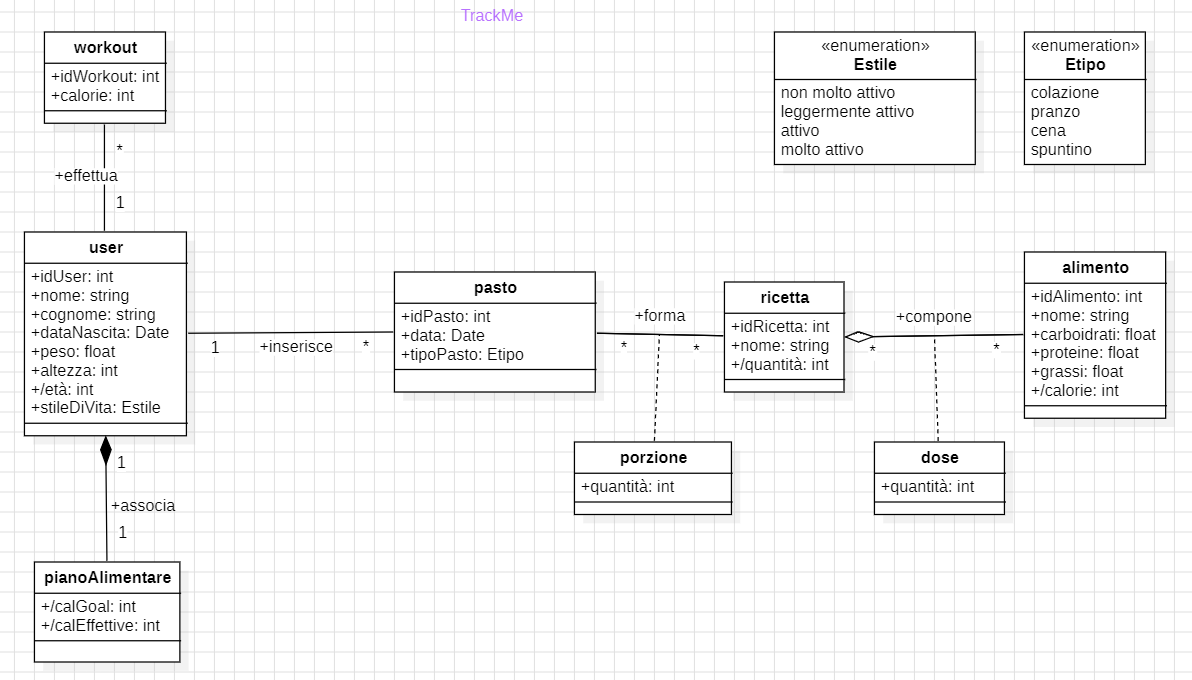 TrackMe
workout
+idWorkout: int
+calorie: int
*
+effettua
1
«enumeration»
Estile
non molto attivo
leggermente attivo
attivo
molto attivo
«enumeration»
Etipo
colazione
pranzo
cena
spuntino
user
+idUser: int
+nome: string
+cognome: string
+dataNascita: Date
+peso: float
+altezza: int
+/età: int
+stileDiVita: Estile
1
+inserisce
*
pasto
+idPasto: int
+data: Date
+tipoPasto: Etipo
+forma
*
*
ricetta
+idRicetta: int
+nome: string
+/quantità: int
+compone
*
*
alimento
+idAlimento: int
+nome: string
+carboidrati: float
+proteine: float
+grassi: float
+/calorie: int
porzione
+quantità: int
dose
+quantità: int
1
+associa
1
pianoAlimentare
+/calGoal: int
+/calEffettive: int